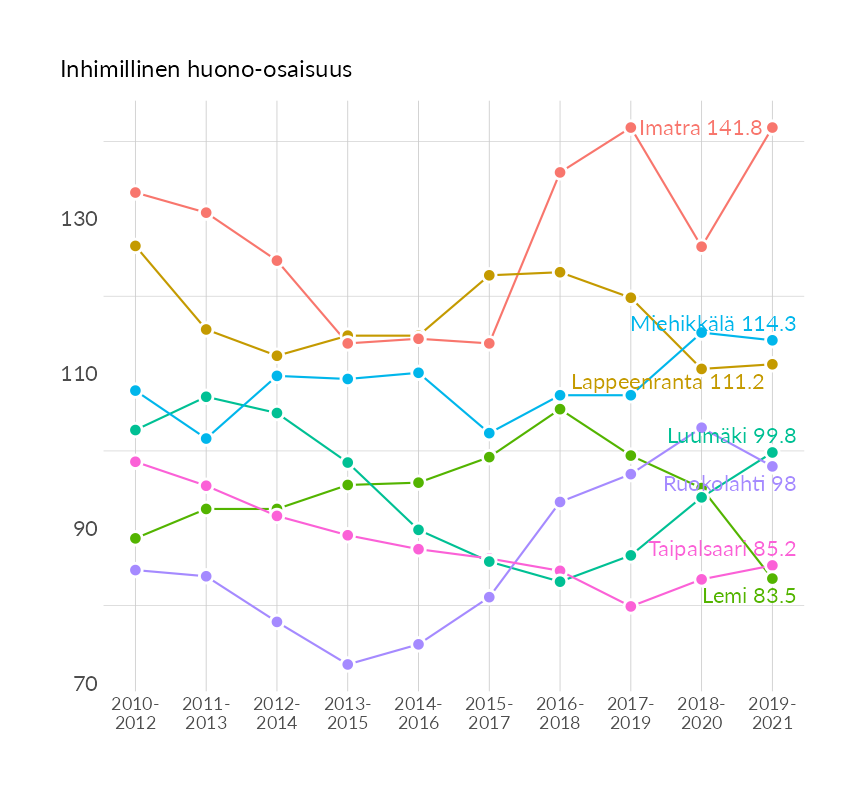 Inhimillinen huono-osaisuus
Imatra 141.8
130
Miehikkälä 114.3
110
Lappeenranta 111.2
Luumäki 99.8
Ruokolahti 98
90
Taipalsaari 85.2
Lemi 83.5
70
2010- 2011- 2012- 2013- 2014- 2015- 2016- 2017- 2018- 2019-
2012 2013 2014 2015 2016 2017 2018 2019 2020 2021